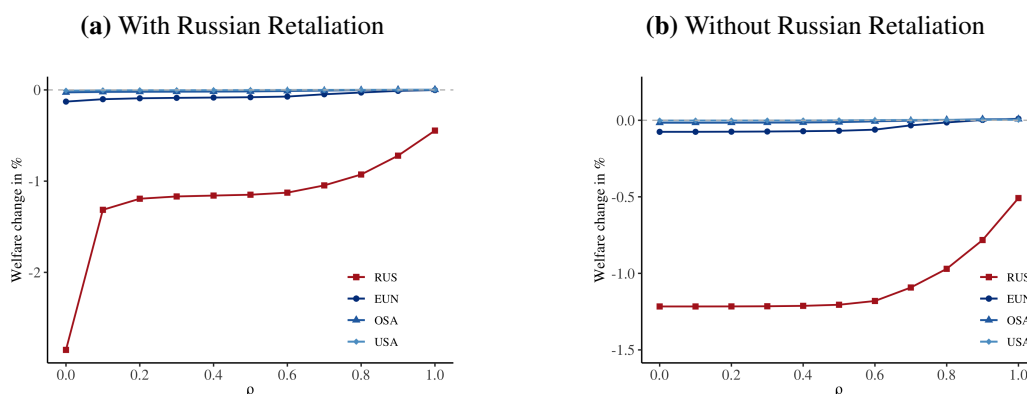 (a) With Russian Retaliation
Welfare change in %
0
-1
-2
RUS
EUN
OSA
USA
0.0 0.2 0.4 0.6 0.8 1.0
ρ
(b) Without Russian Retaliation
Welfare change in %
0.0
-0.5
-1.0
-1.5
RUS
EUN
OSA
USA
0.0 0.2 0.4 0.6 0.8 1.0
ρ